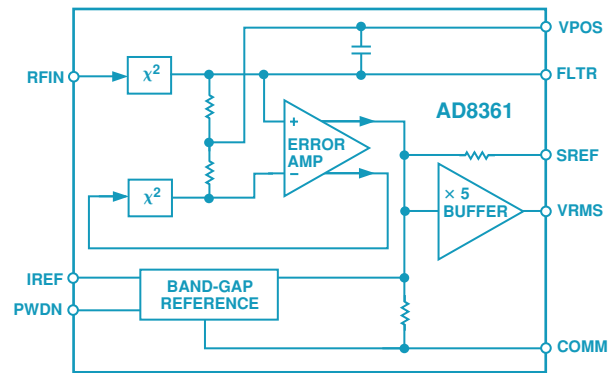 VPOS
RFIN
χ2
FLTR
AD8361
+
ERROR
AMP
−
SREF
χ2
× 5
BUFFER
VRMS
IREF
BAND-GAP
REFERENCE
PWDN
COMM